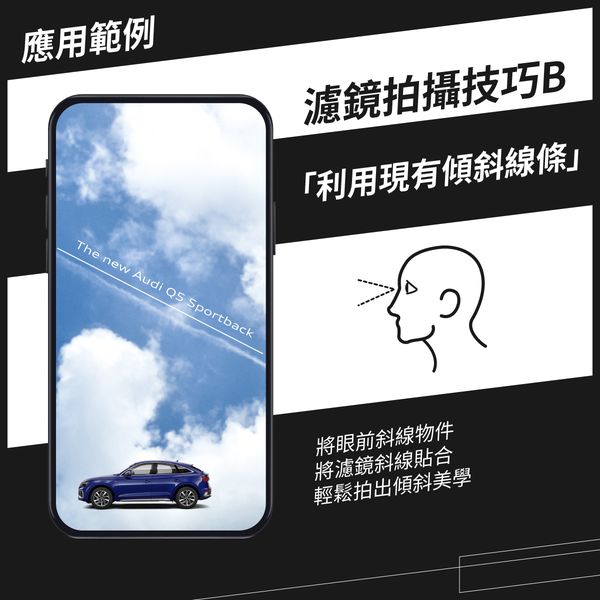 應用範例
濾鏡拍攝技巧B
「利用現有傾斜線條」
The new Audi Q5 Sportback
將眼前斜線物件
將濾鏡斜線貼合
輕鬆拍出傾斜美學